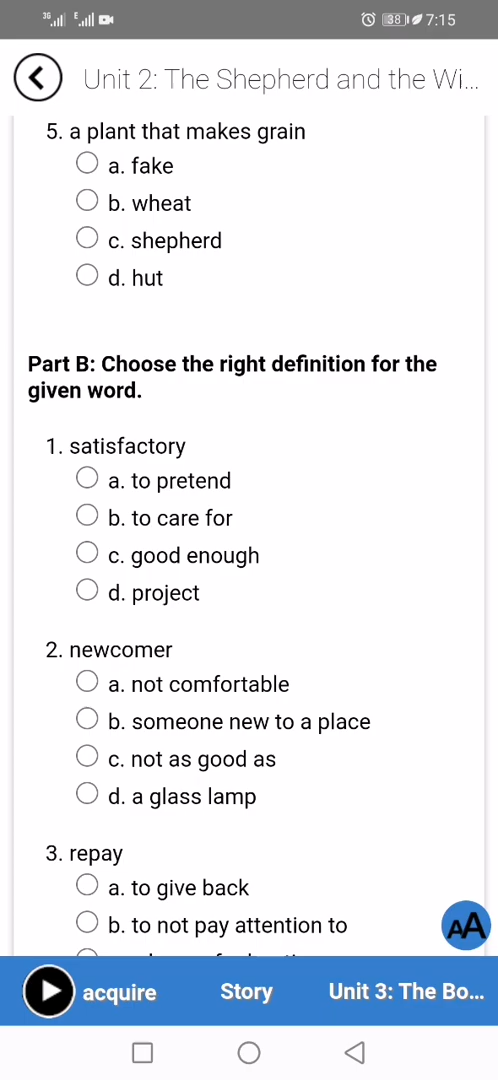 3G E 38 7:15
Unit 2: The Shepherd and the Wi...
5. a plant that makes grain
a. fake
b. wheat
c. shepherd
d. hut
Part B: Choose the right definition for the
given word.
1. satisfactory
a. to pretend
b. to care for
c. good enough
d. project
2. newcomer
a. not comfortable
b. someone new to a place
c. not as good as
d. a glass lamp
3. repay
a. to give back
b. to not pay attention to
AA
acquire Story Unit 3: The Bo...